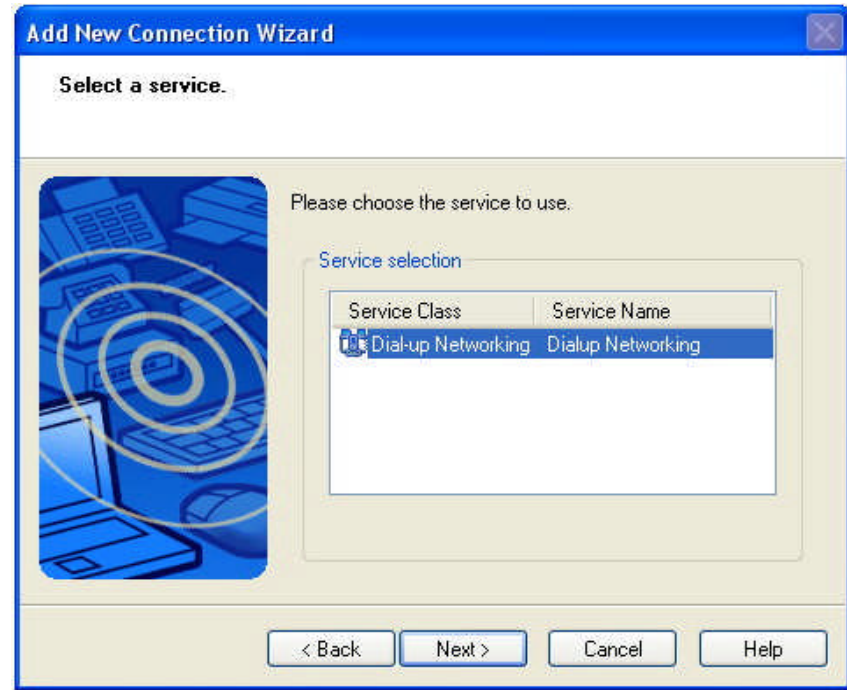 Add New Connection Wizard
Select a service.
Please choose the service to use.
Service selection
Service Class Service Name
Dial-up Networking Dialup Networking
< Back Next > Cancel Help